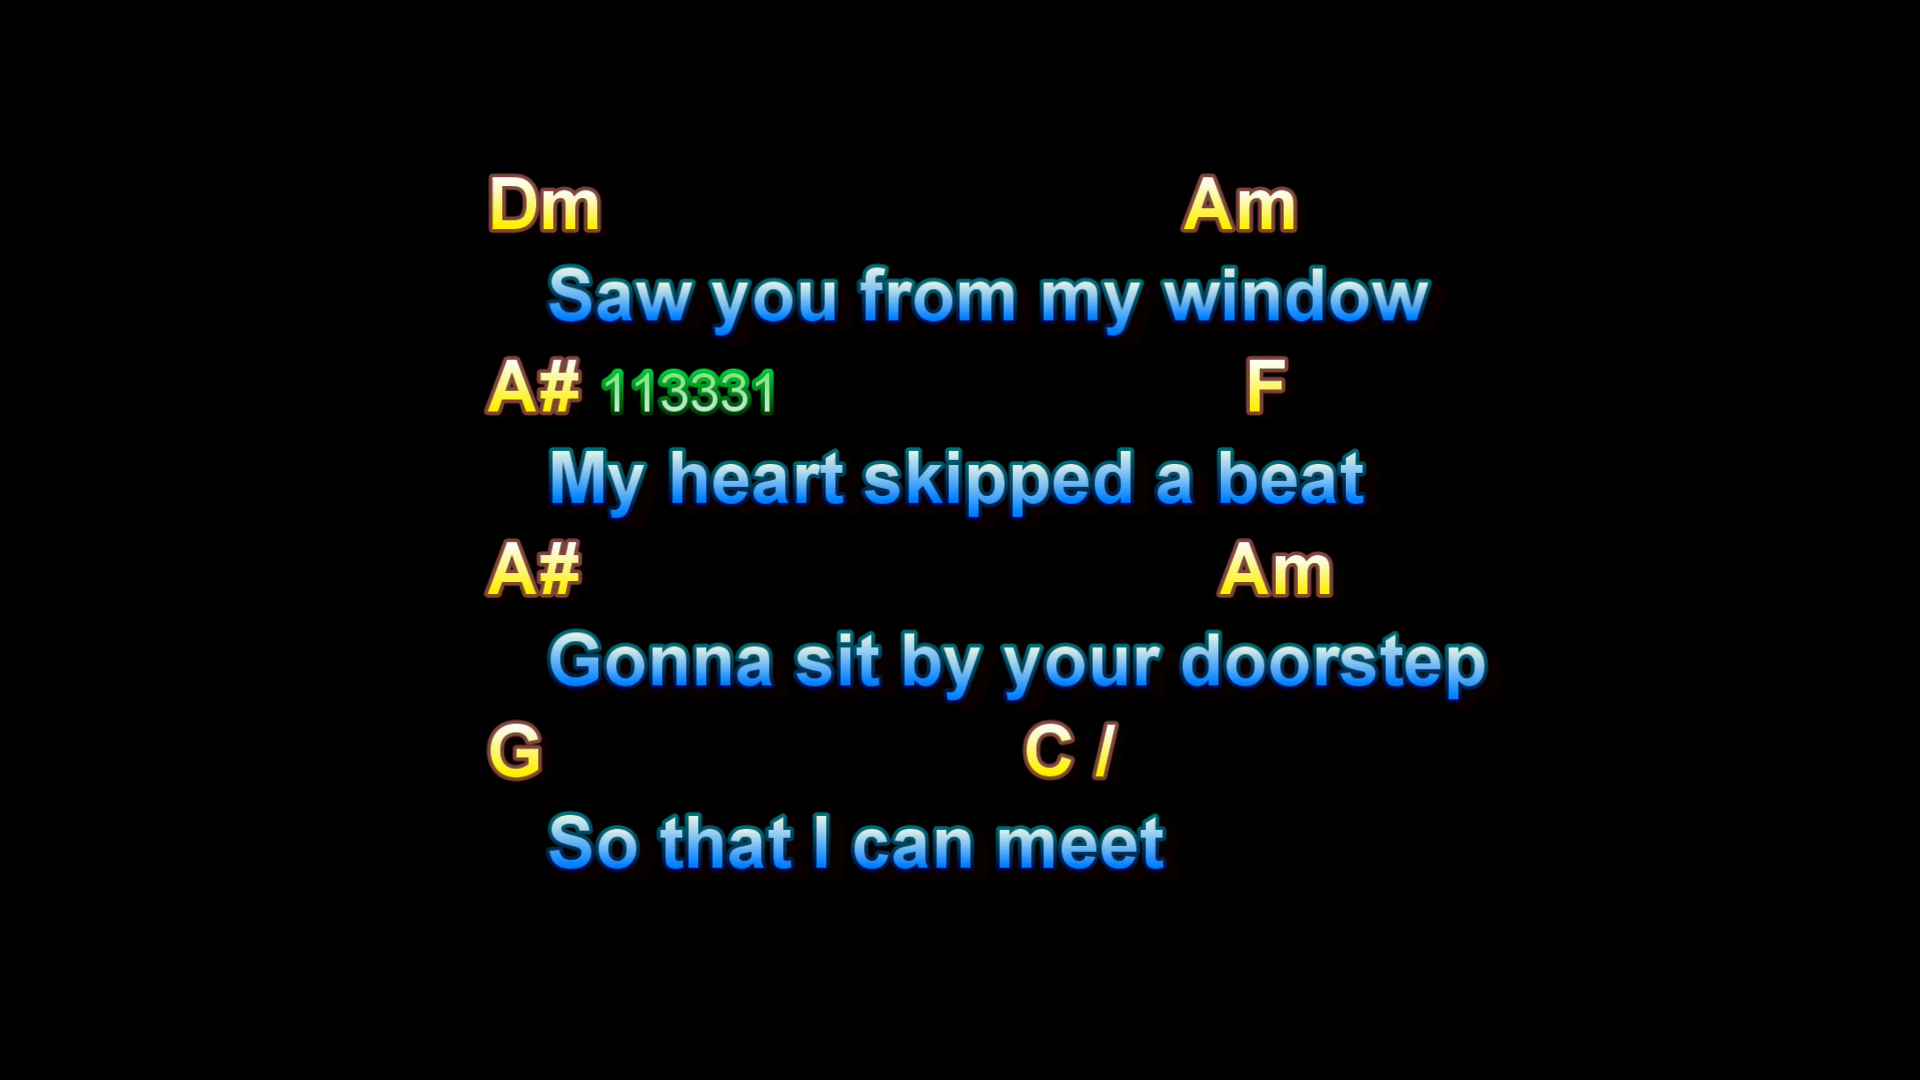 Dm Am
Saw you from my window
A# 113331 F
My heart skipped a beat
A# Am
Gonna sit by your doorstep
G C /
So that I can meet